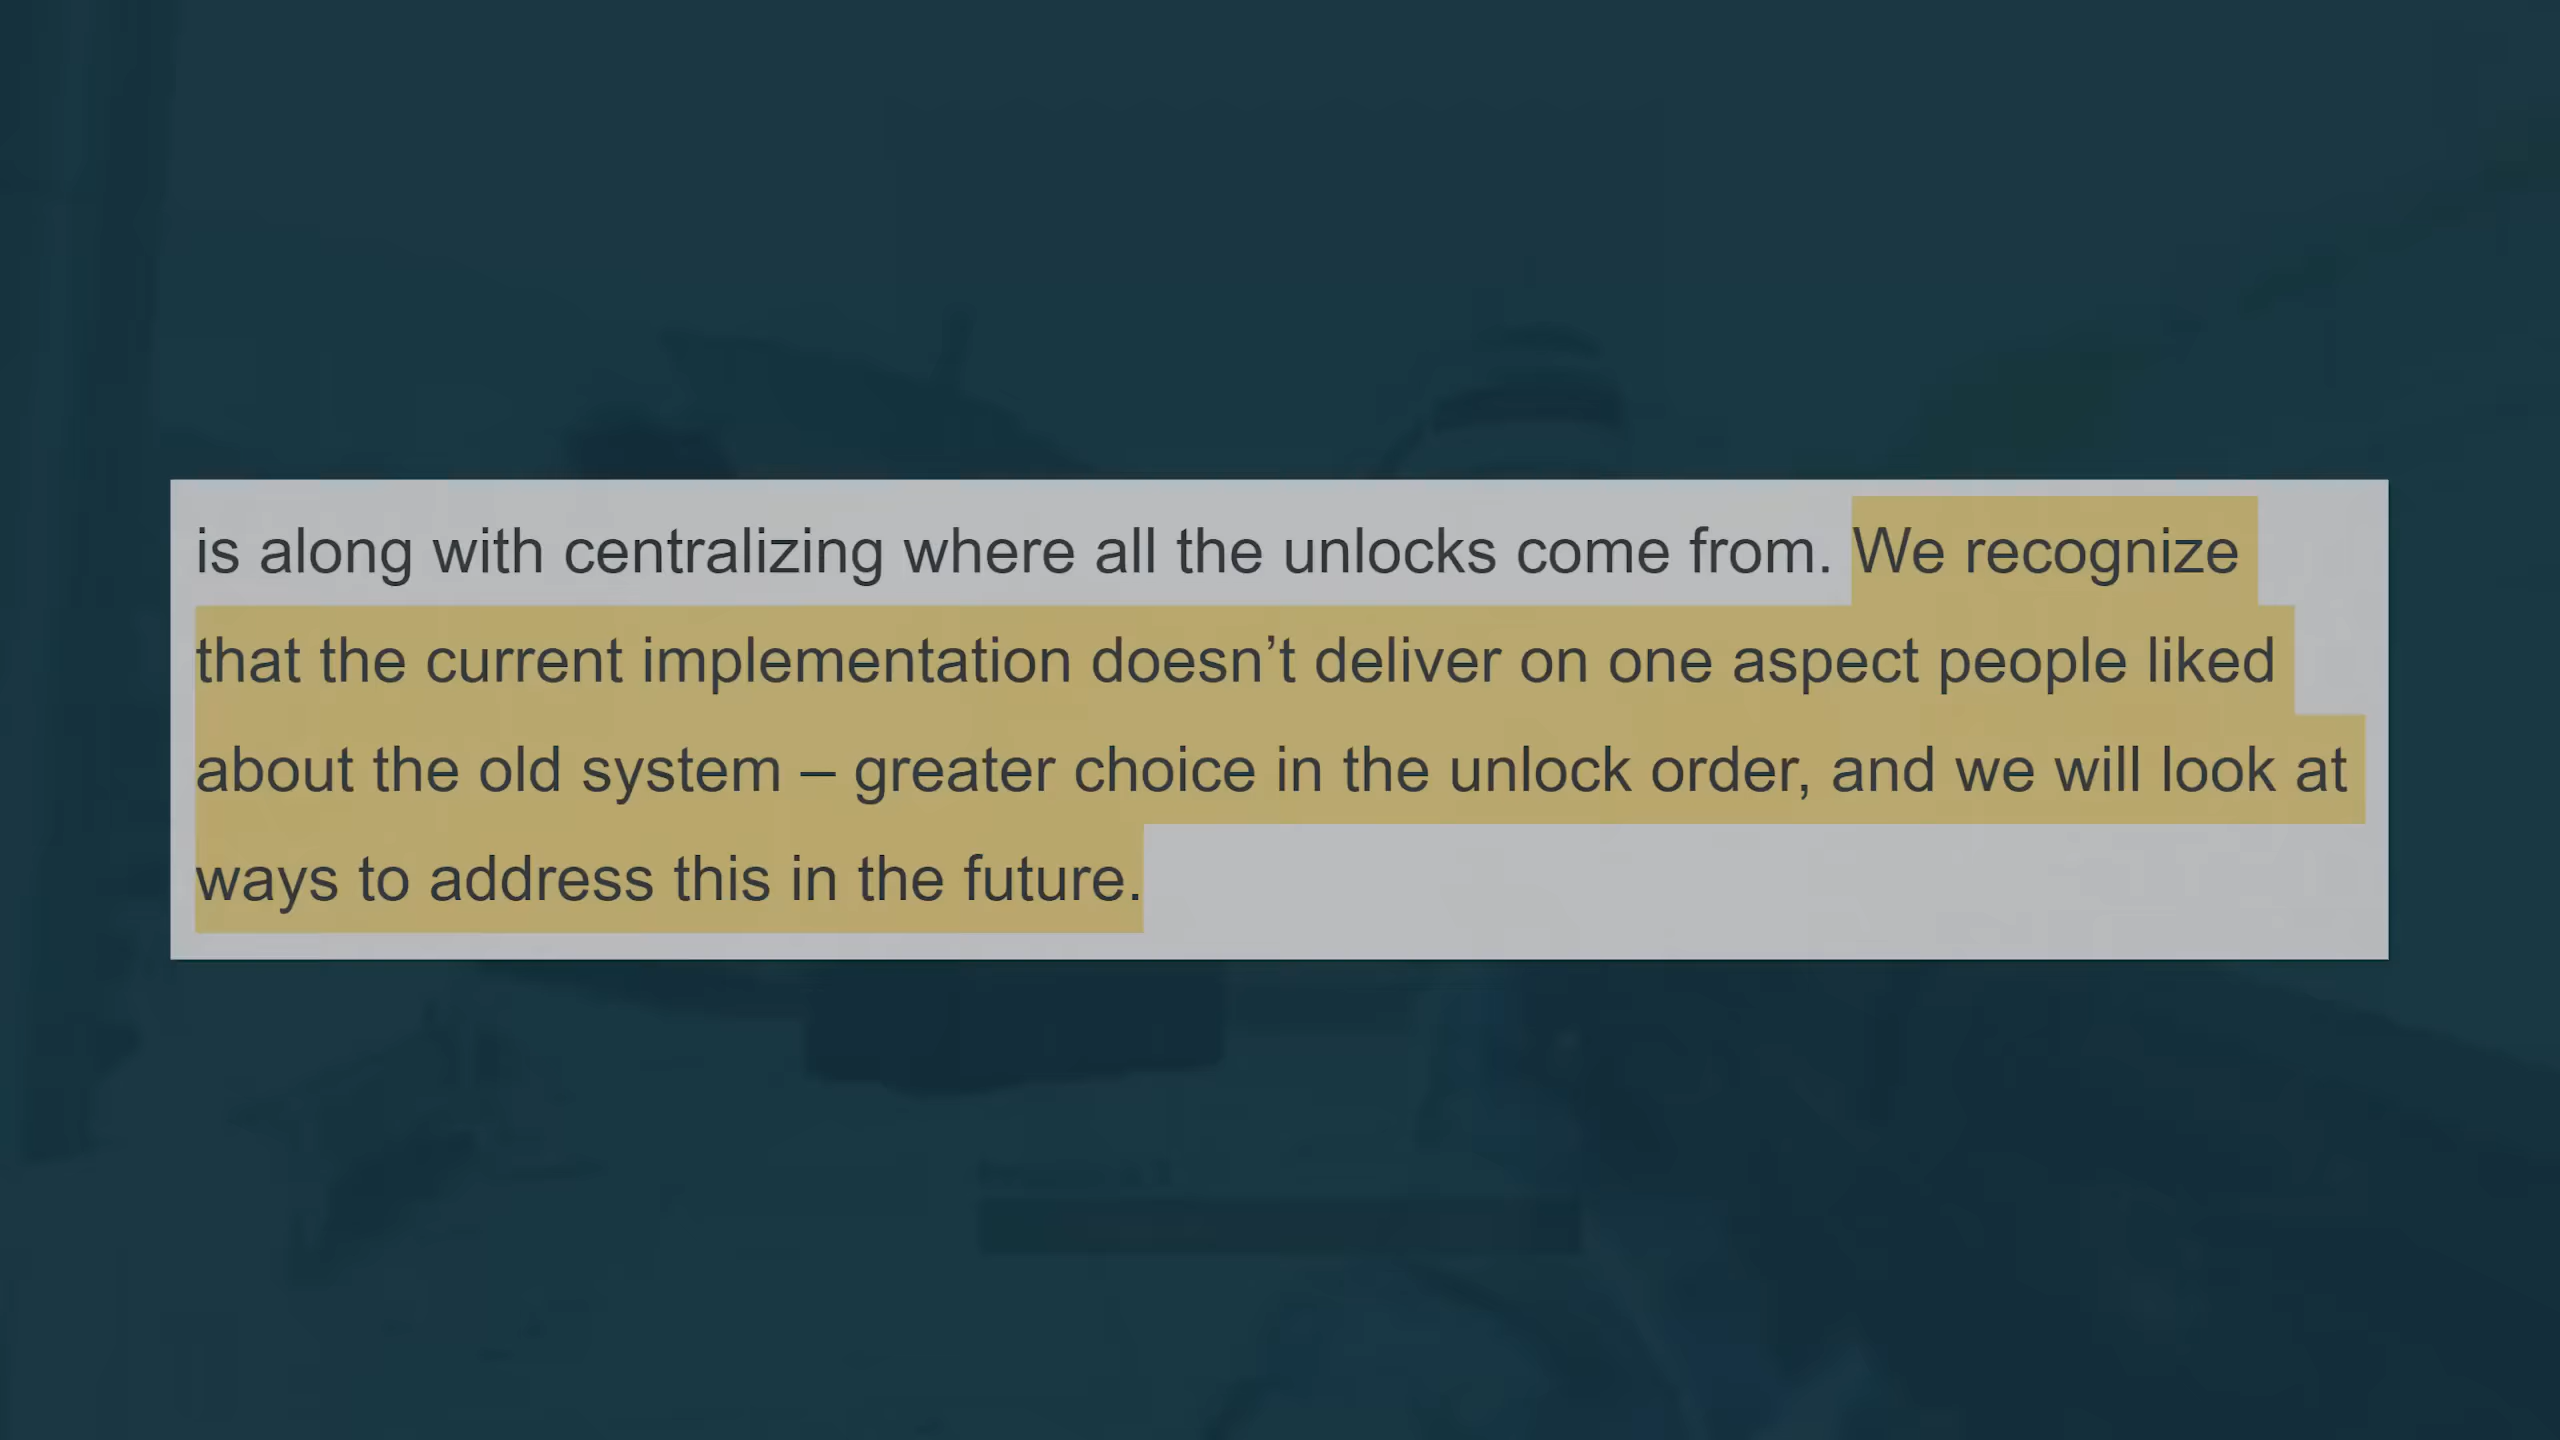 is along with centralizing where all the unlocks come from. We recognize
that the current implementation doesn’t deliver on one aspect people liked
about the old system – greater choice in the unlock order, and we will look at
ways to address this in the future.